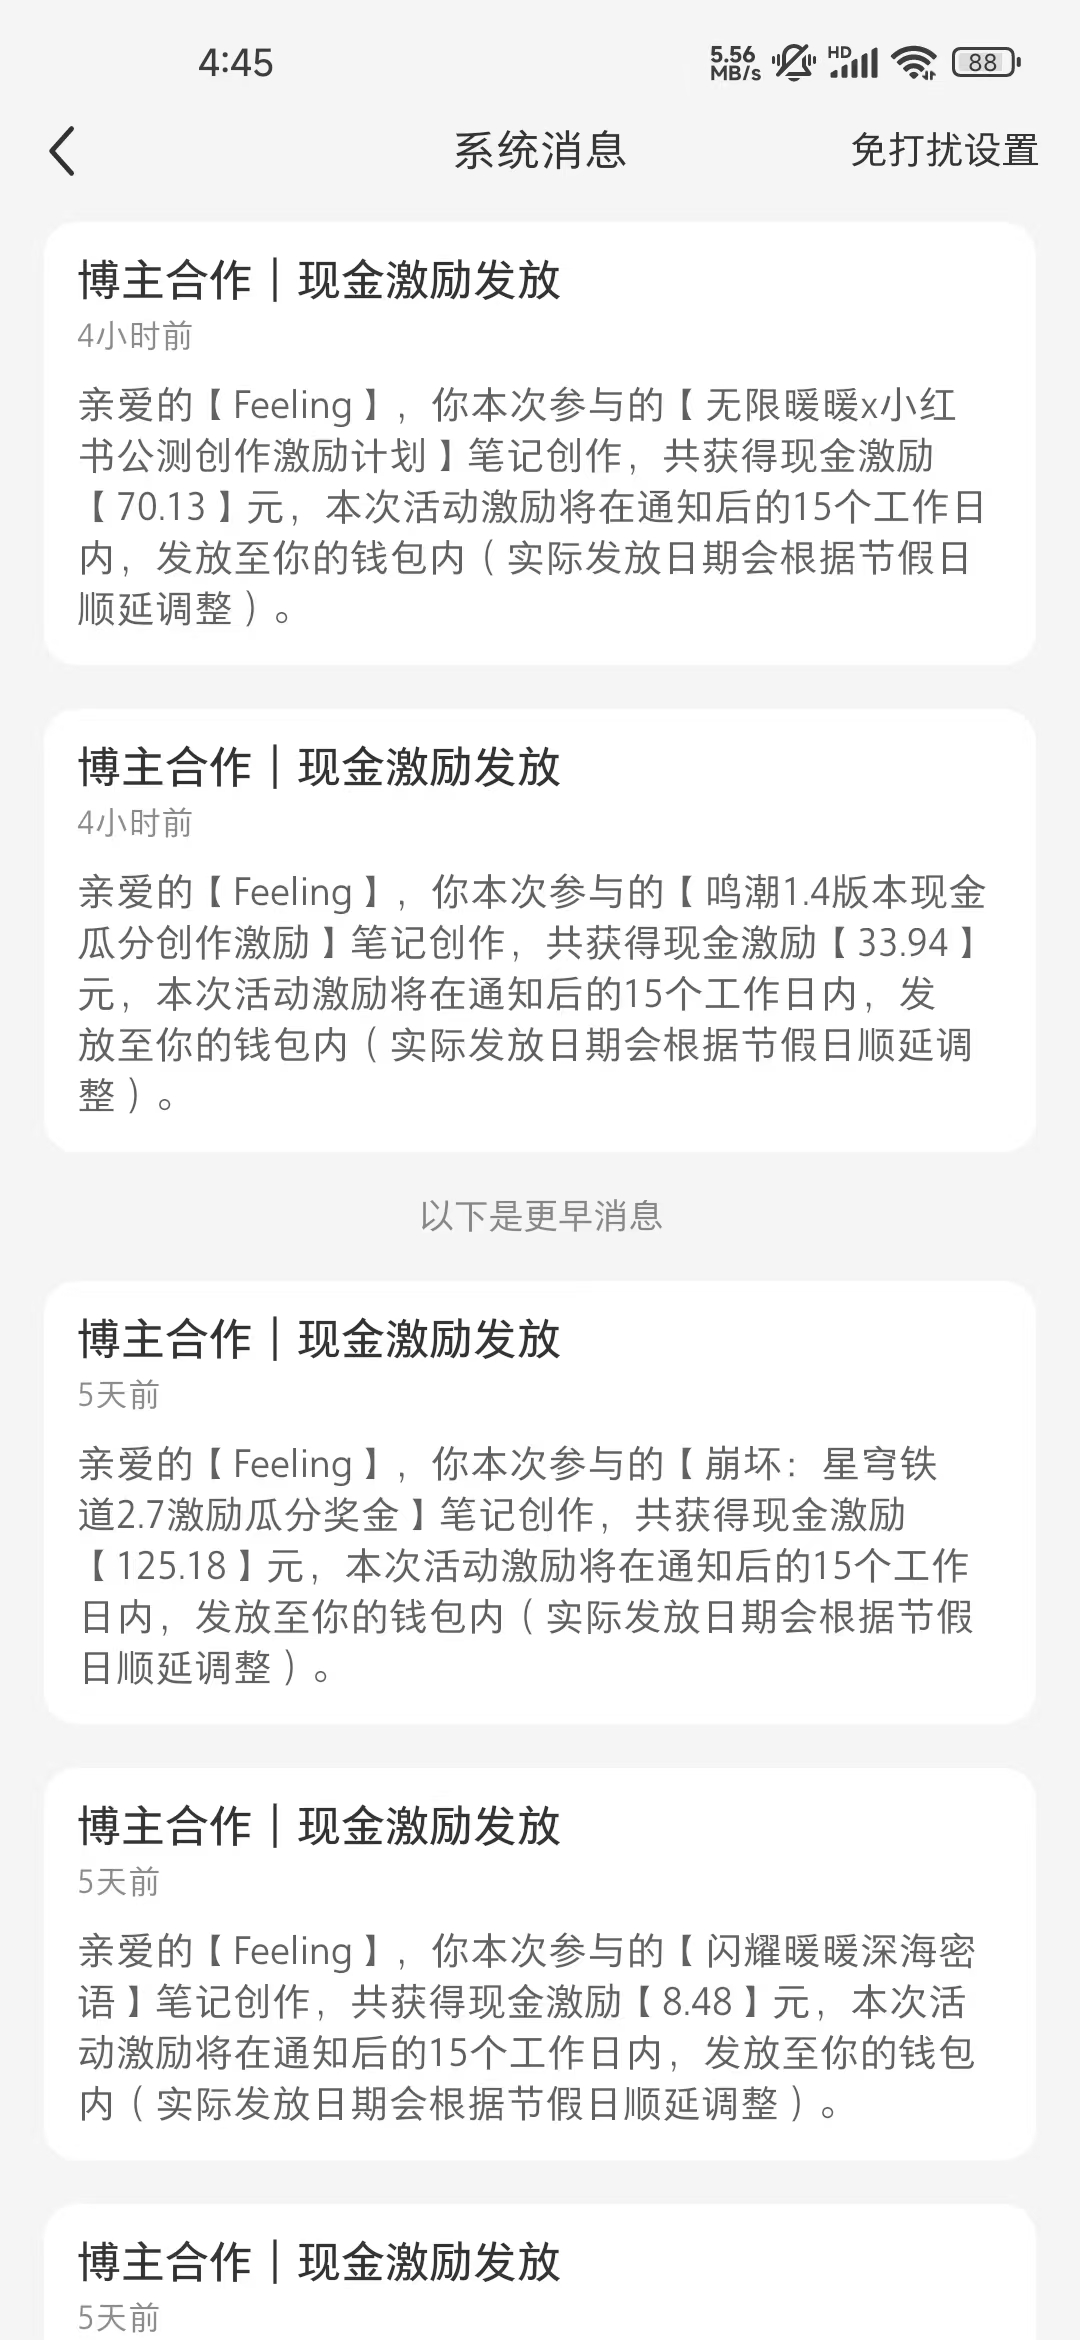 4:45
5.56
MB/s
HD
88
系统消息
免打扰设置
博主合作｜现金激励发放
4小时前
亲爱的【Feeling】，你本次参与的【无限暖暖x小红
书公测创作激励计划】笔记创作，共获得现金激励
【70.13】元，本次活动激励将在通知后的15个工作日
内，发放至你的钱包内（实际发放日期会根据节假日
顺延调整）。
博主合作｜现金激励发放
4小时前
亲爱的【Feeling】，你本次参与的【鸣潮1.4版本现金
瓜分创作激励】笔记创作，共获得现金激励【33.94】
元，本次活动激励将在通知后的15个工作日内，发
放至你的钱包内（实际发放日期会根据节假日顺延调
整）。
以下是更早消息
博主合作｜现金激励发放
5天前
亲爱的【Feeling】，你本次参与的【崩坏：星穹铁
道2.7激励瓜分奖金】笔记创作，共获得现金激励
【125.18】元，本次活动激励将在通知后的15个工作
日内，发放至你的钱包内（实际发放日期会根据节假
日顺延调整）。
博主合作｜现金激励发放
5天前
亲爱的【Feeling】，你本次参与的【闪耀暖暖深海密
语】笔记创作，共获得现金激励【8.48】元，本次活
动激励将在通知后的15个工作日内，发放至你的钱包
内（实际发放日期会根据节假日顺延调整）。
博主合作｜现金激励发放
5天前